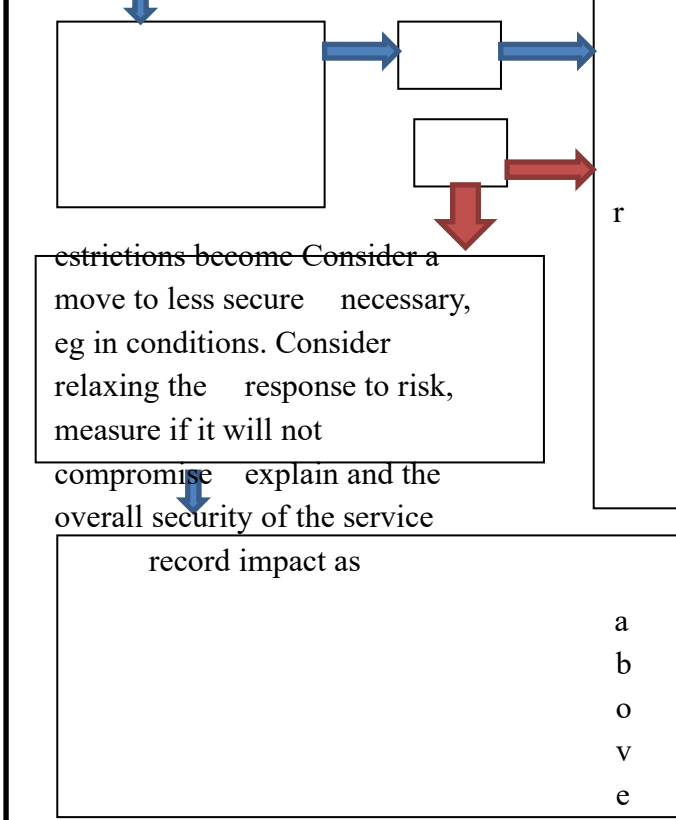 r
estrictions become Consider a
move to less secure necessary,
eg in conditions. Consider
relaxing the response to risk,
measure if it will not
compromise explain and the
overall security of the service
record impact as
a
b
o
v
e